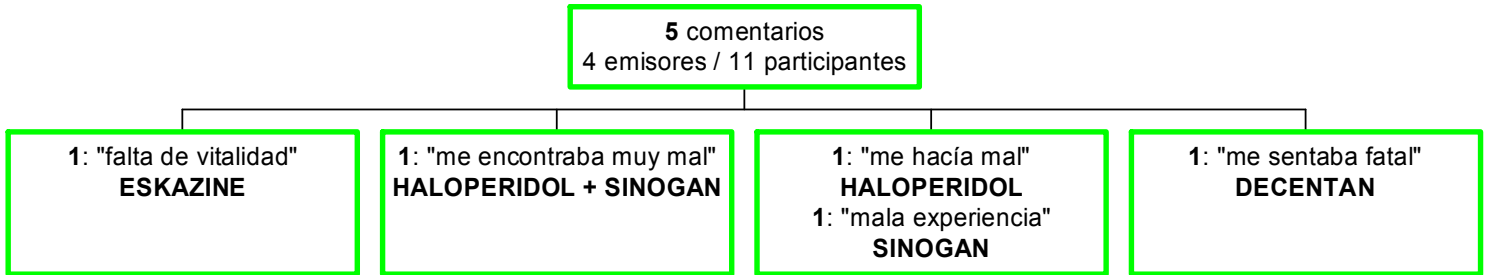 5 comentarios
4 emisores / 11 participantes
1: "falta de vitalidad"
ESKAZINE
1: "me encontraba muy mal"
HALOPERIDOL + SINOGAN
1: "me hacía mal"
HALOPERIDOL
1: "mala experiencia"
SINOGAN
1: "me sentaba fatal"
DECENTAN